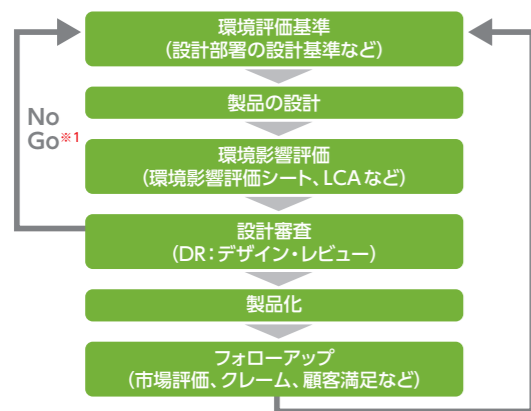 環境評価基準
（設計部署の設計基準など）
製品の設計
No
Go※1
環境影響評価
（環境影響評価シート、LCAなど）
設計審査
（DR：デザイン・レビュー）
製品化
フォローアップ
（市場評価、クレーム、顧客満足など）